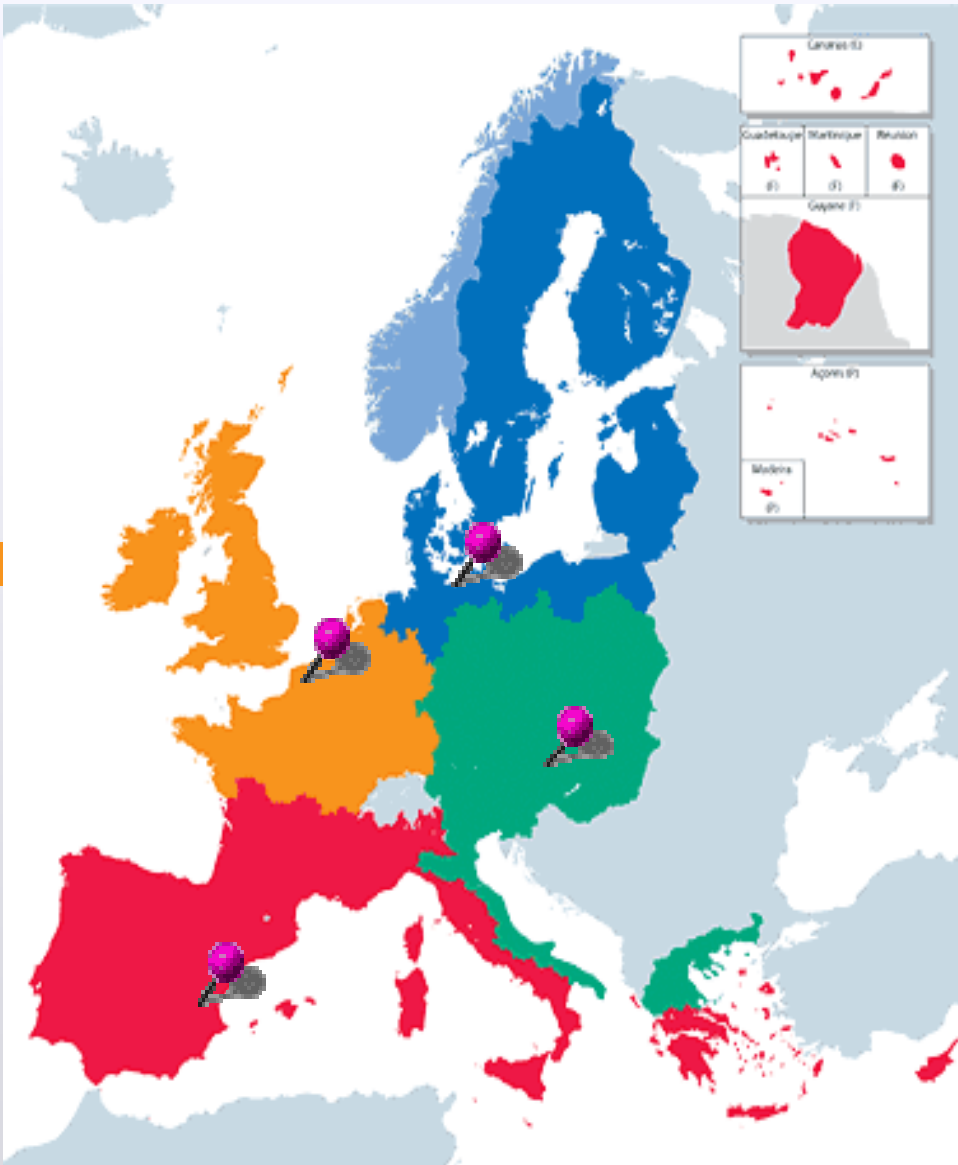 Canarias (E)
Guadeloupe Martinique Réunion
(F) (F) (F)
Guyane (F)
Açores (P)
Madeira
(P)